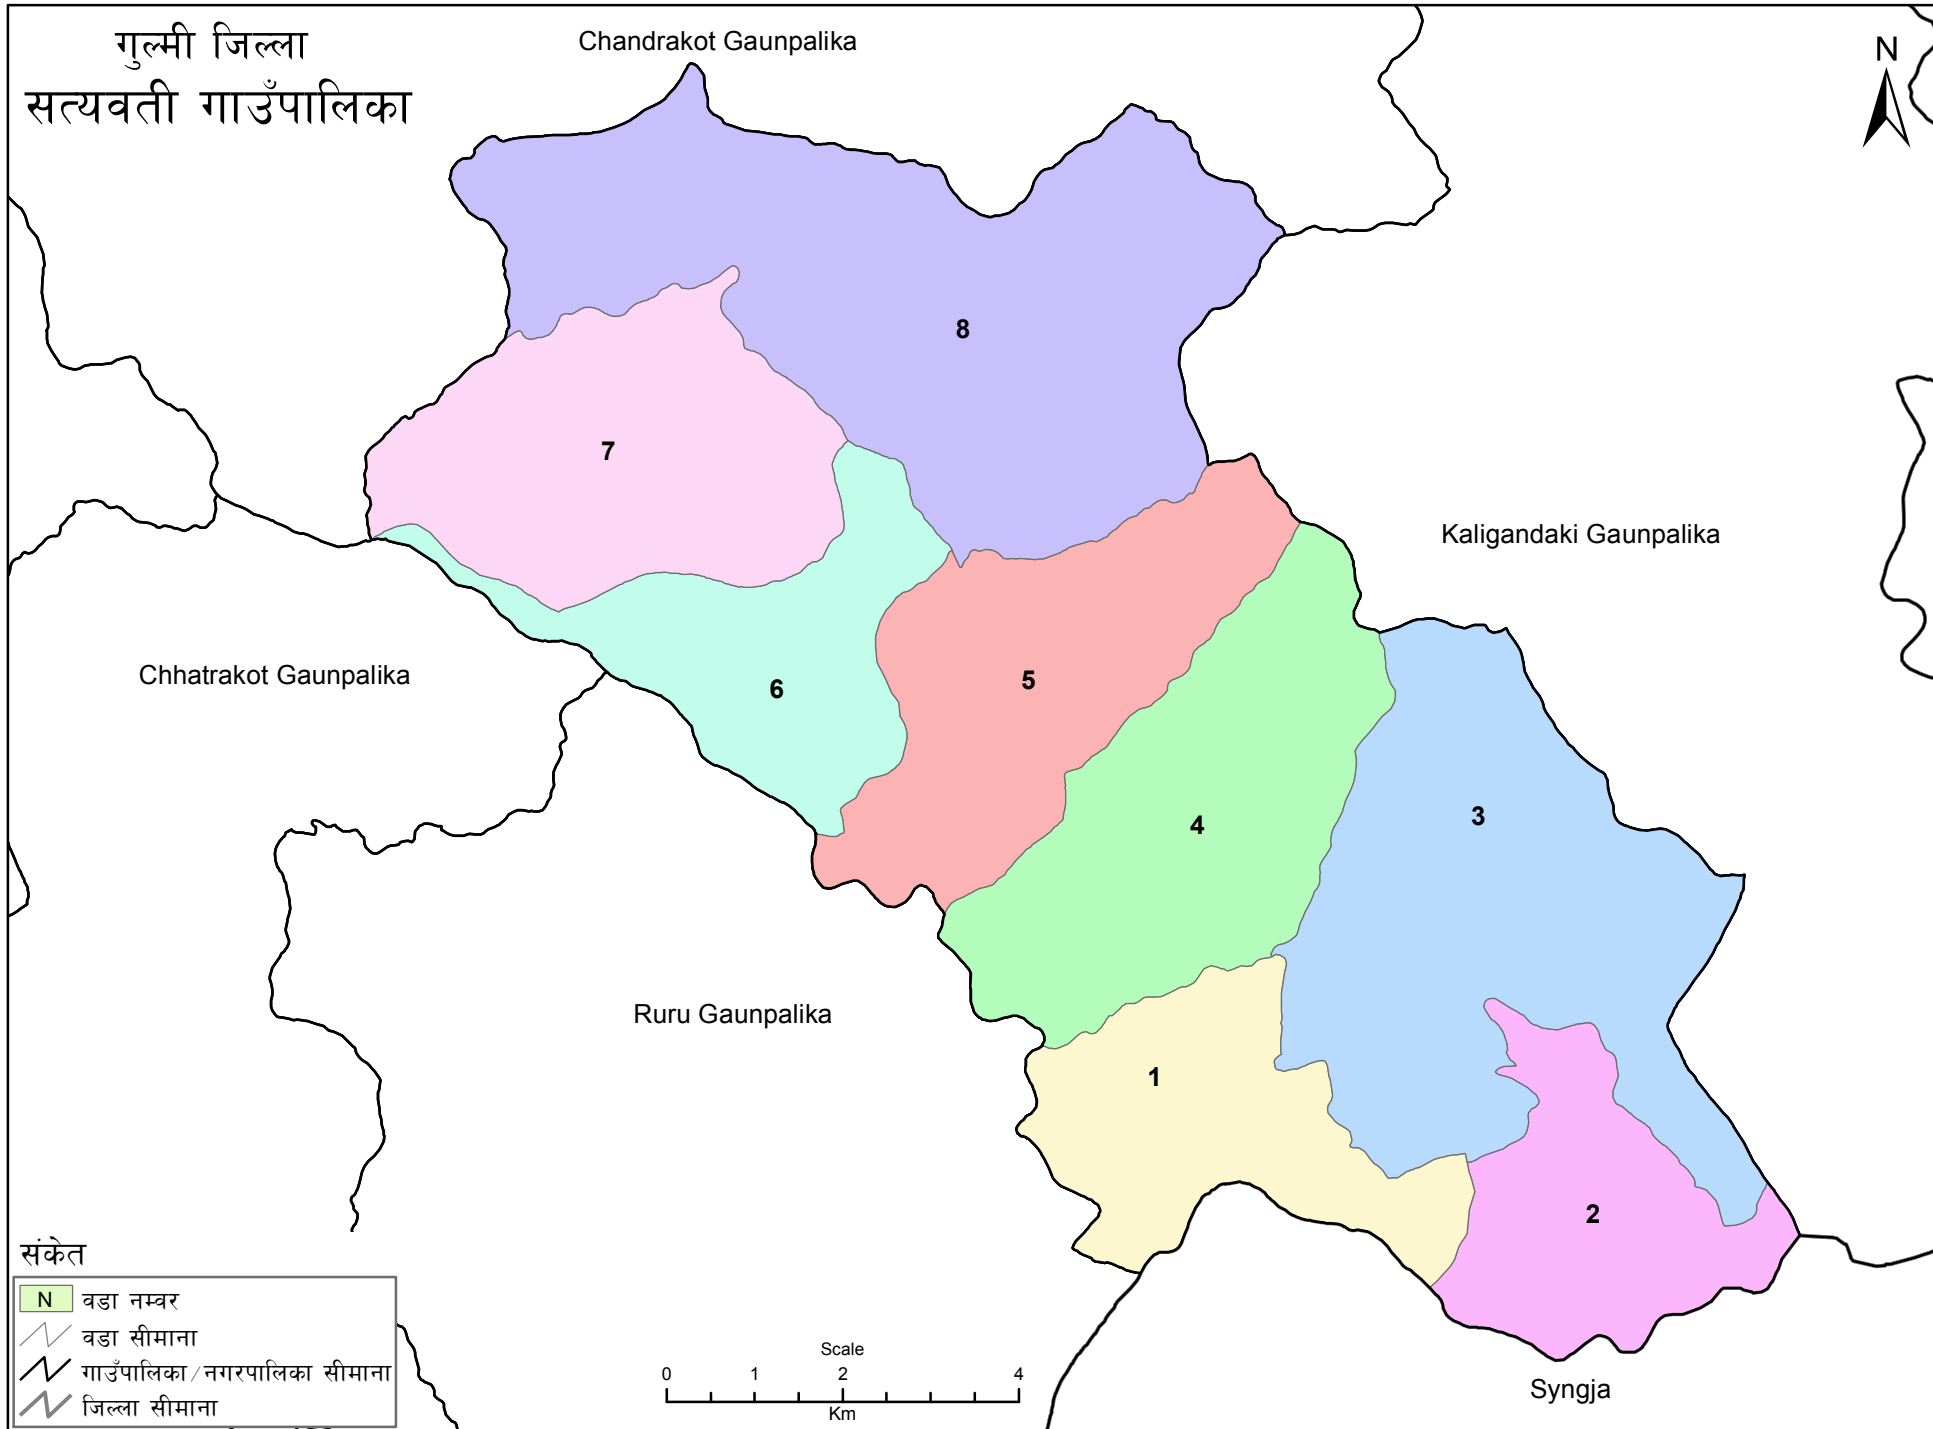 गुल्मी जिल्ला
सत्यवती गाउँपालिका
Chandrakot Gaunpalika
N
8
7
Kaligandaki Gaunpalika
Chhatrakot Gaunpalika
6
5
4
3
Ruru Gaunpalika
1
2
संकेत
N वडा नम्वर
वडा सीमाना
गाउँपालिका/नगरपालिका सीमाना
जिल्ला सीमाना
Scale
0 1 2 4
Km
Syngja